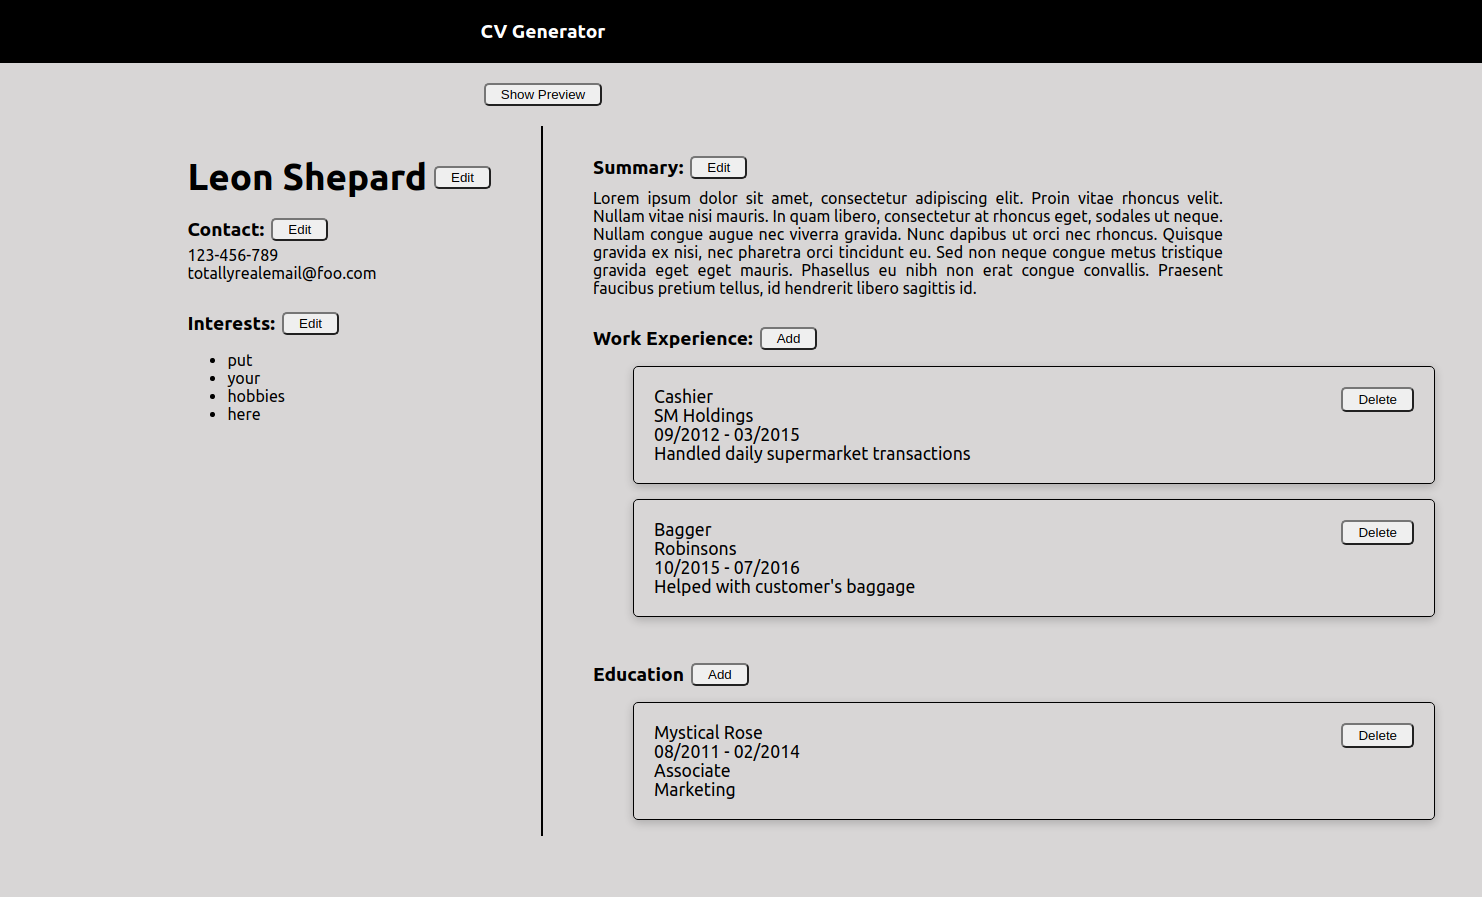 CV Generator
Show Preview
Leon Shepard Edit
Contact: Edit
123-456-789
totallyrealemail@foo.com
Interests: Edit
put
your
hobbies
here
Summary: Edit
Lorem ipsum dolor sit amet, consectetur adipiscing elit. Proin vitae rhoncus velit.
Nullam vitae nisi mauris. In quam libero, consectetur at rhoncus eget, sodales ut neque.
Nullam congue augue nec viverra gravida. Nunc dapibus ut orci nec rhoncus. Quisque
gravida ex nisi, nec pharetra orci tincidunt eu. Sed non neque congue metus tristique
gravida eget eget mauris. Phasellus eu nibh non erat congue convallis. Praesent
faucibus pretium tellus, id hendrerit libero sagittis id.
Work Experience: Add
Cashier
Delete
SM Holdings
09/2012 - 03/2015
Handled daily supermarket transactions
Bagger
Delete
Robinsons
10/2015 - 07/2016
Helped with customer's baggage
Education Add
Mystical Rose
Delete
08/2011 - 02/2014
Associate
Marketing